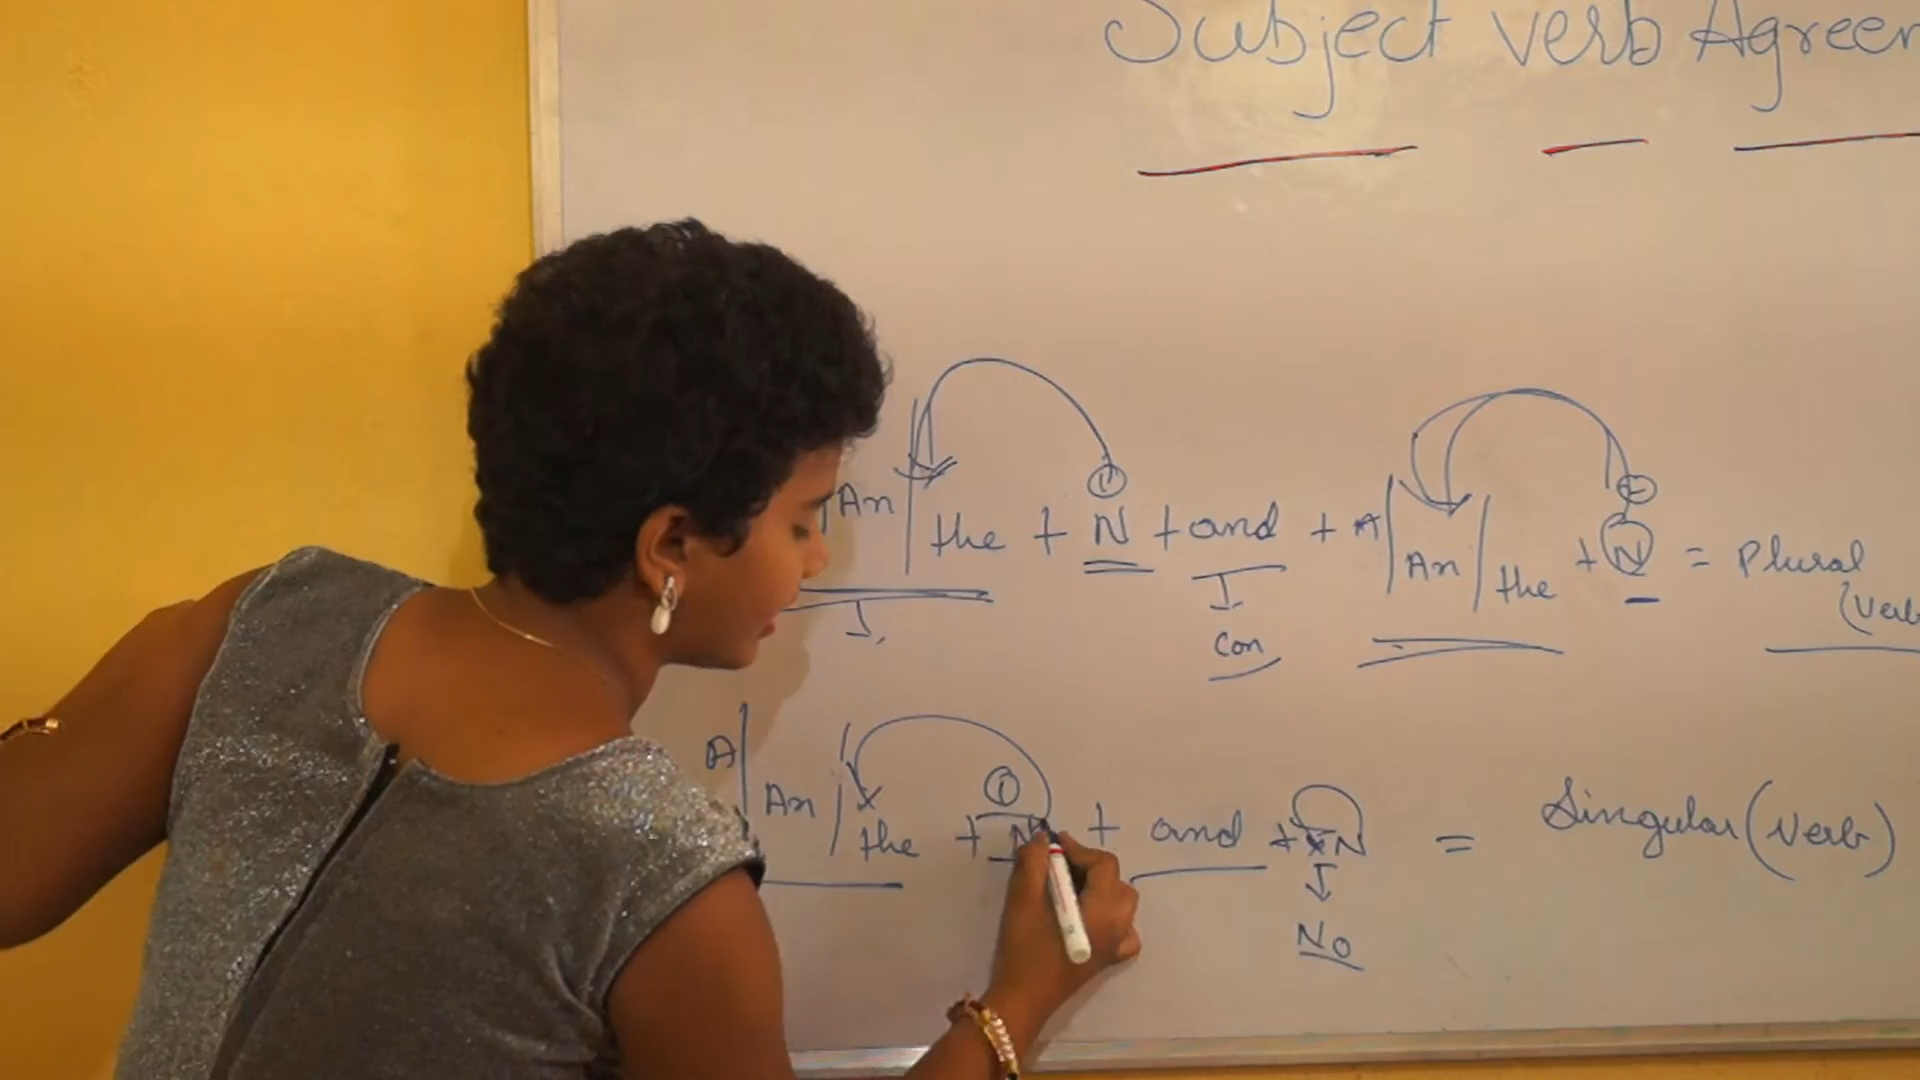 Subject Verb Agreem
An | the + N + and + A | An | the + N = Plural
(Verb
Con
A | An | the + N + and + x N = Singular (Verb)
No